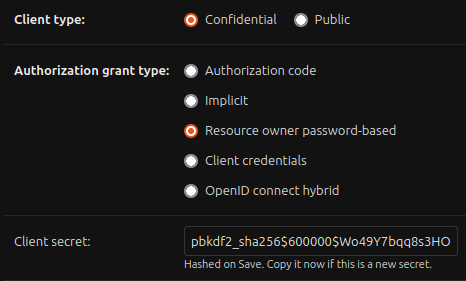 Client type: Confidential Public
Authorization grant type: Authorization code
Implicit
Resource owner password-based
Client credentials
OpenID connect hybrid
Client secret: pbkdf2_sha256$600000$Wo49Y7bqq8s3HO
Hashed on Save. Copy it now if this is a new secret.